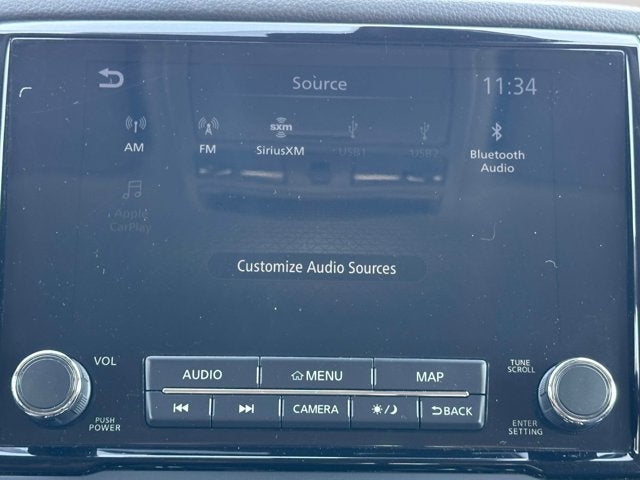 Source
11:34
AM
FM
sxm
SiriusXM
USB1
USB2
Bluetooth
Audio
Apple
CarPlay
Customize Audio Sources
VOL
PUSH
POWER
AUDIO
MENU
MAP
CAMERA
BACK
TUNE
SCROLL
ENTER
SETTING